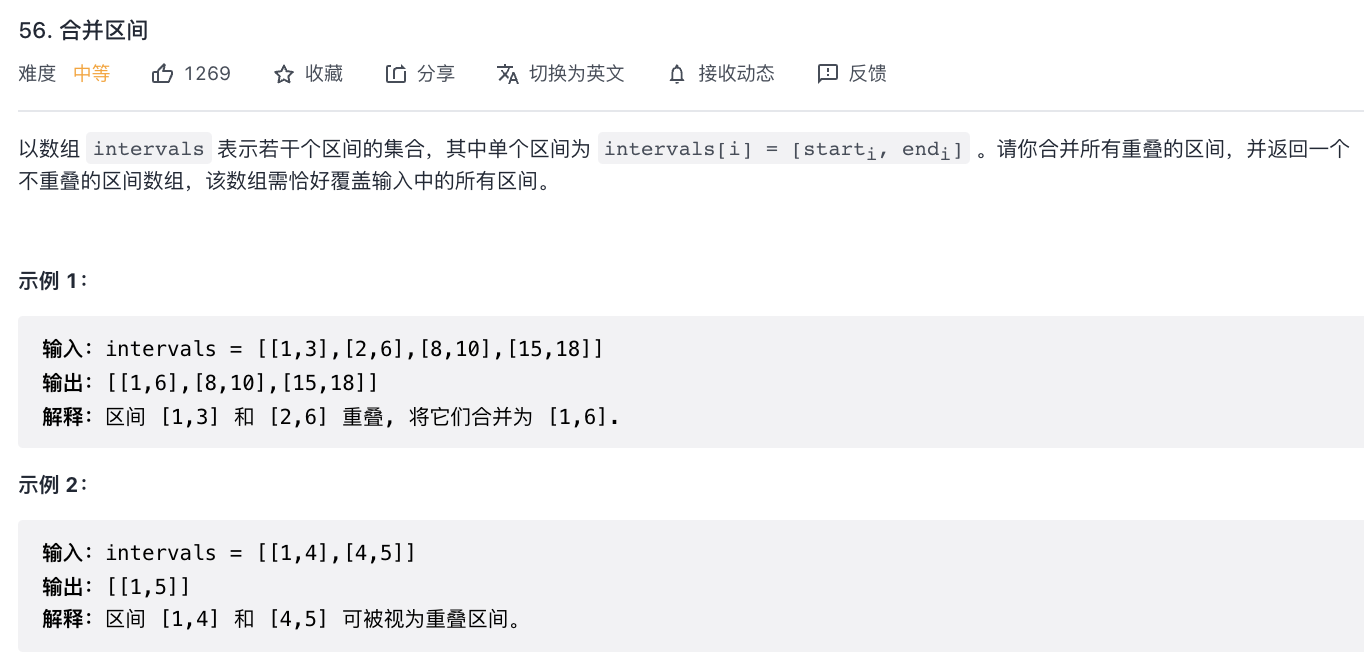 56. 合并区间
难度 中等 1269 收藏 分享 切换为英文 接收动态 反馈
以数组 intervals 表示若干个区间的集合，其中单个区间为 intervals[i] = [starti, endi] 。请你合并所有重叠的区间，并返回一个
不重叠的区间数组，该数组需恰好覆盖输入中的所有区间。
示例 1：
输入：intervals = [[1,3],[2,6],[8,10],[15,18]]
输出：[[1,6],[8,10],[15,18]]
解释：区间 [1,3] 和 [2,6] 重叠, 将它们合并为 [1,6].
示例 2：
输入：intervals = [[1,4],[4,5]]
输出：[[1,5]]
解释：区间 [1,4] 和 [4,5] 可被视为重叠区间。